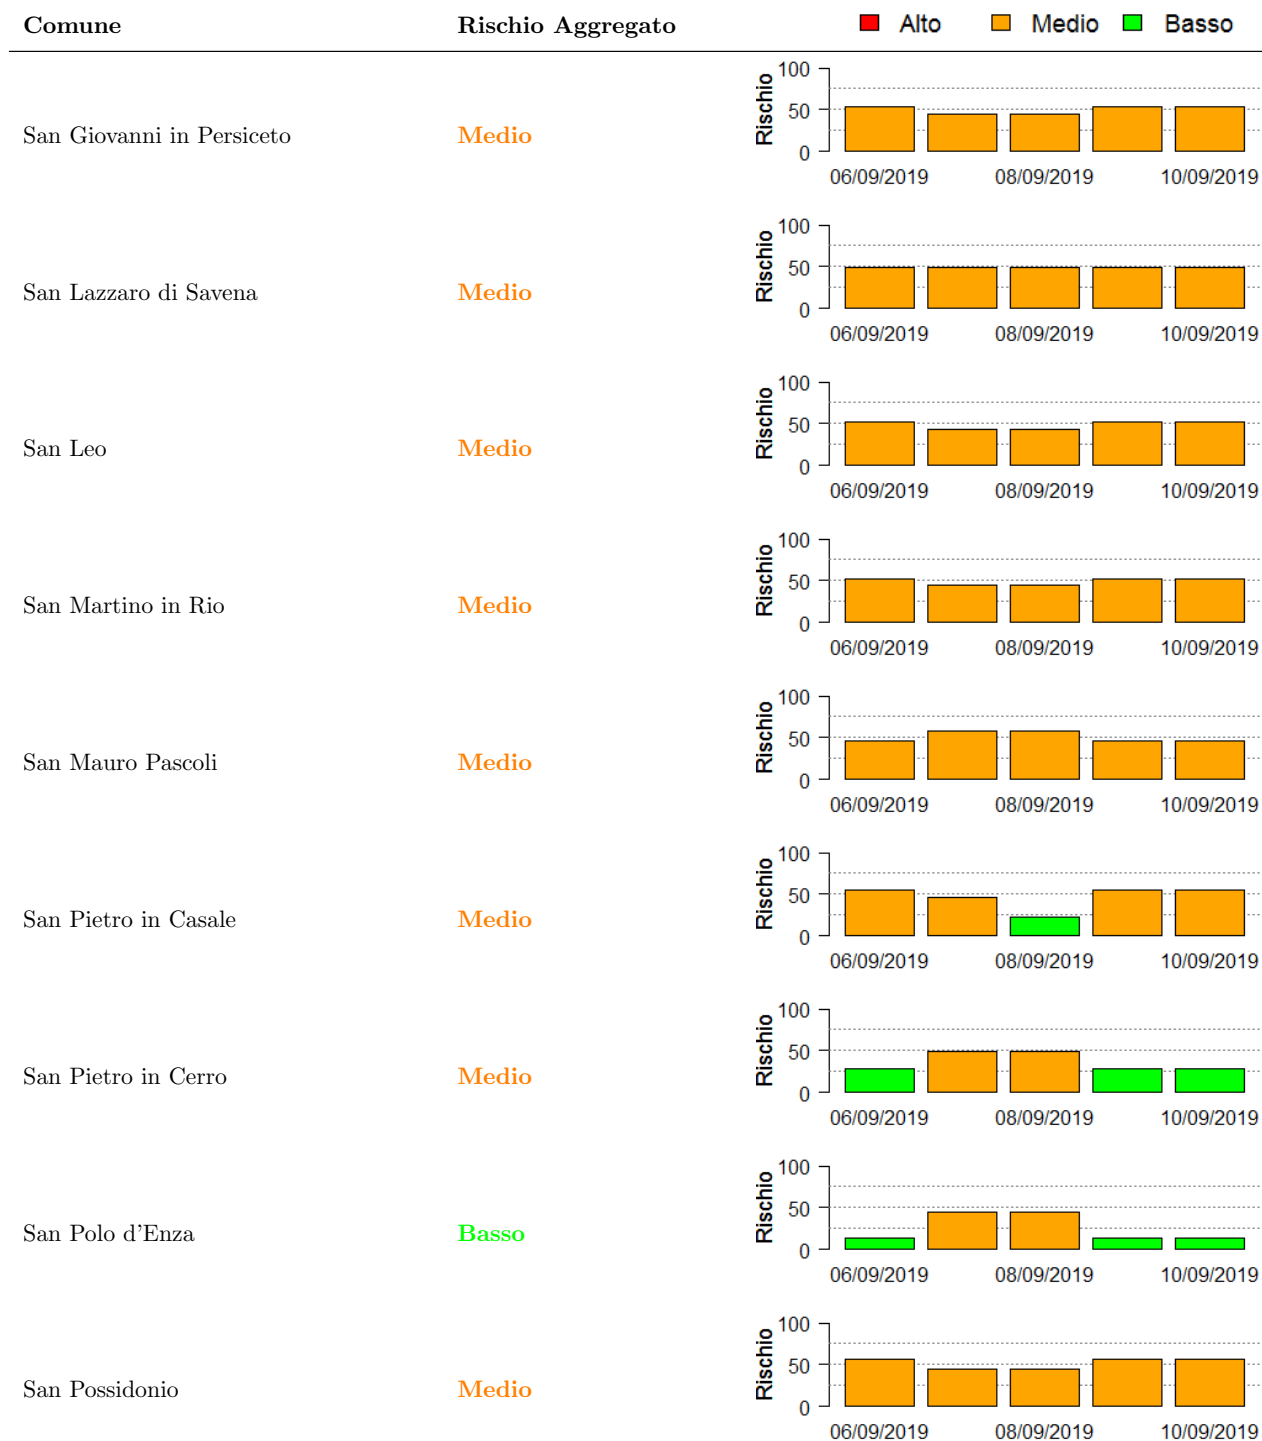 Comune Rischio Aggregato Alto Medio Basso
San Giovanni in Persiceto Medio Rischio 100 50 0
06/09/2019 08/09/2019 10/09/2019
San Lazzaro di Savena Medio Rischio 100 50 0
06/09/2019 08/09/2019 10/09/2019
San Leo Medio Rischio 100 50 0
06/09/2019 08/09/2019 10/09/2019
San Martino in Rio Medio Rischio 100 50 0
06/09/2019 08/09/2019 10/09/2019
San Mauro Pascoli Medio Rischio 100 50 0
06/09/2019 08/09/2019 10/09/2019
San Pietro in Casale Medio Rischio 100 50 0
06/09/2019 08/09/2019 10/09/2019
San Pietro in Cerro Medio Rischio 100 50 0
06/09/2019 08/09/2019 10/09/2019
San Polo d'Enza Basso Rischio 100 50 0
06/09/2019 08/09/2019 10/09/2019
San Possidonio Medio Rischio 100 50 0
06/09/2019 08/09/2019 10/09/2019